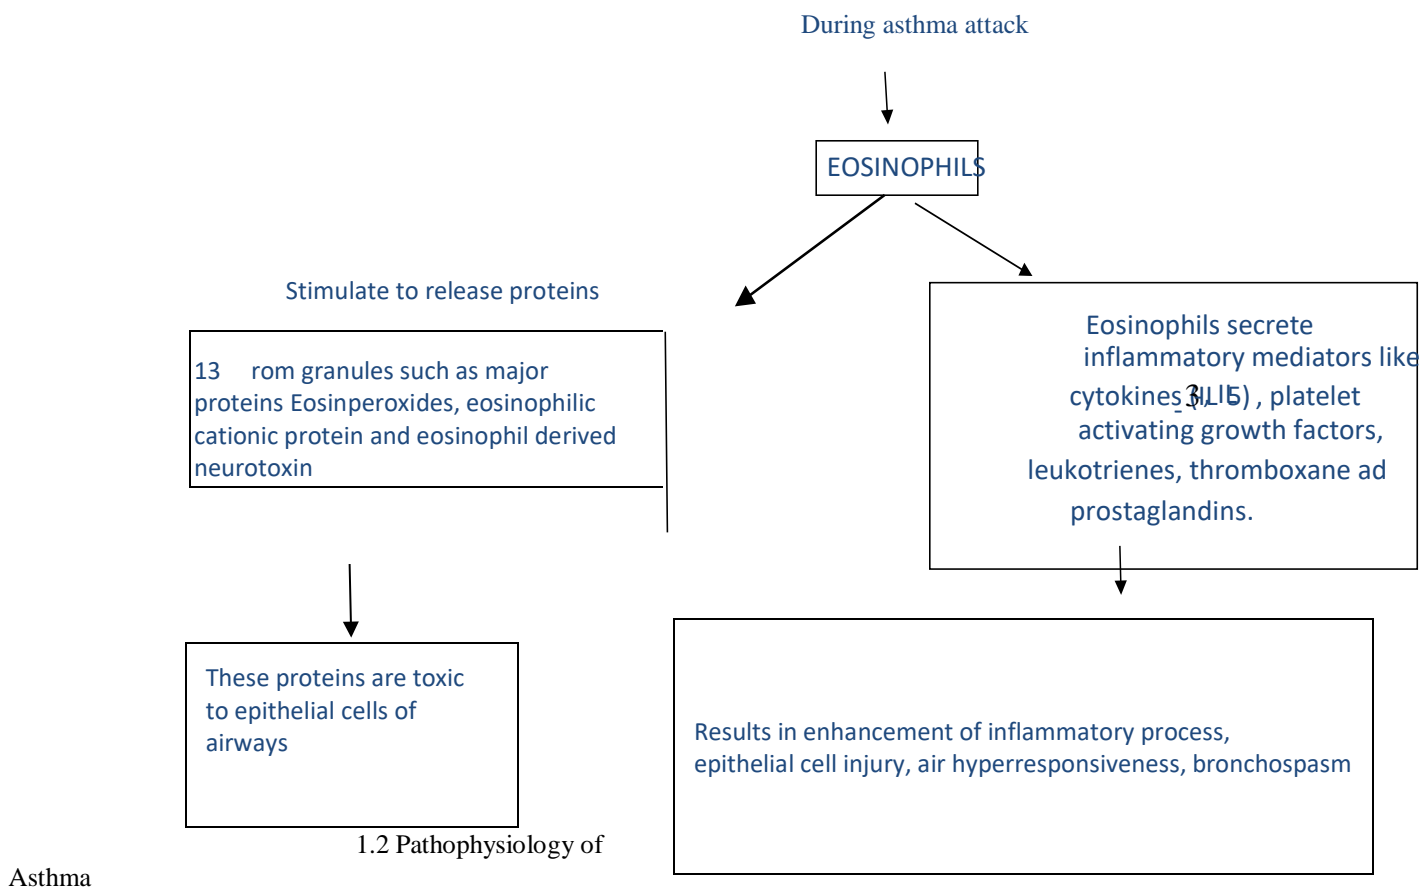 During asthma attack
EOSINOPHILS
Stimulate to release proteins
13 rom granules such as major
proteins Eosinperoxides, eosinophilic
cationic protein and eosinophil derived
neurotoxin
Eosinophils secrete
inflammatory mediators like
cytokines , platelet
activating growth factors,
leukotrienes, thromboxane ad
prostaglandins.
These proteins are toxic
to epithelial cells of
airways
Results in enhancement of inflammatory process,
epithelial cell injury, air hyperresponsiveness, bronchospasm
1.2 Pathophysiology of
Asthma